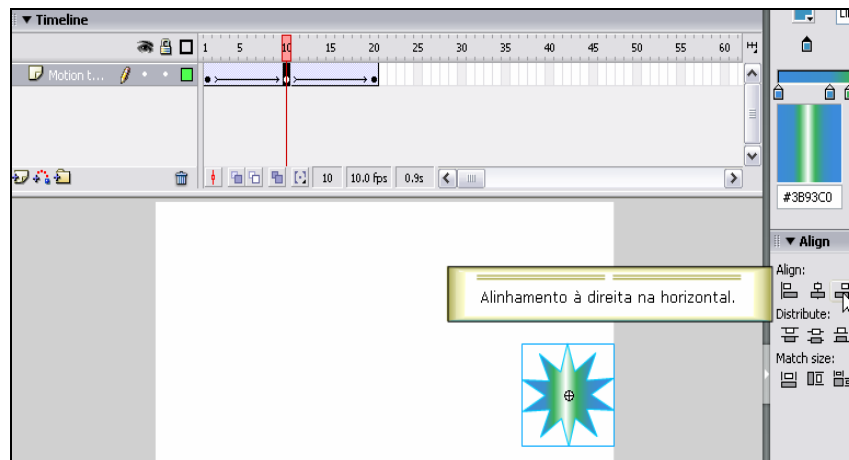 ▼ Timeline
1 5 10 15 20 25 30 35 40 45 50 55 60
Motion t...
10 10.0 fps 0.9s
#3B93C0
▼ Align
Align:
Alinhamento à direita na horizontal.
Distribute:
Match size: